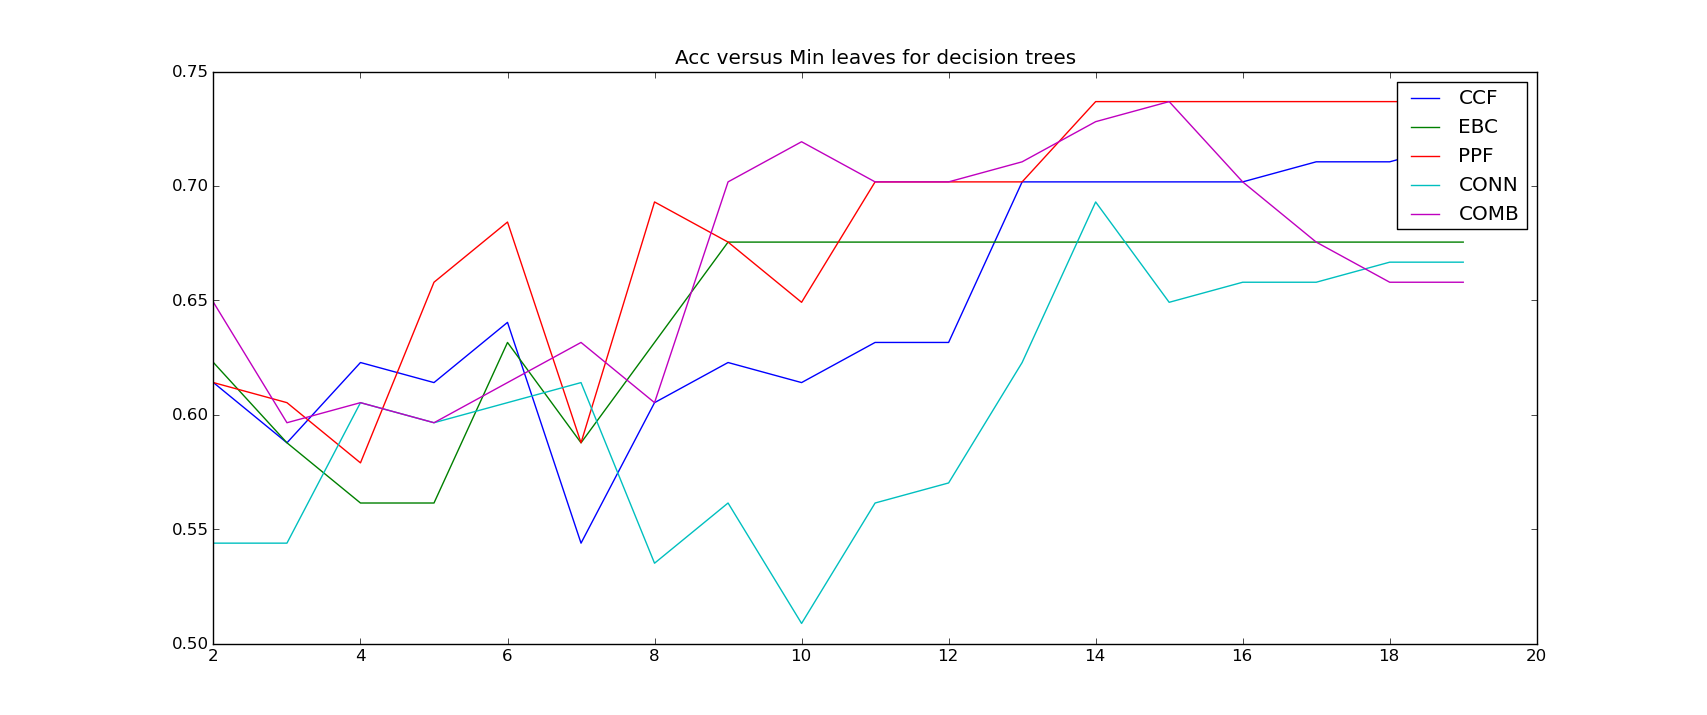 Acc versus Min leaves for decision trees
0.75
0.70
0.65
0.60
0.55
0.50
2 4 6 8 10 12 14 16 18 20
CCF
EBC
PPF
CONN
COMB